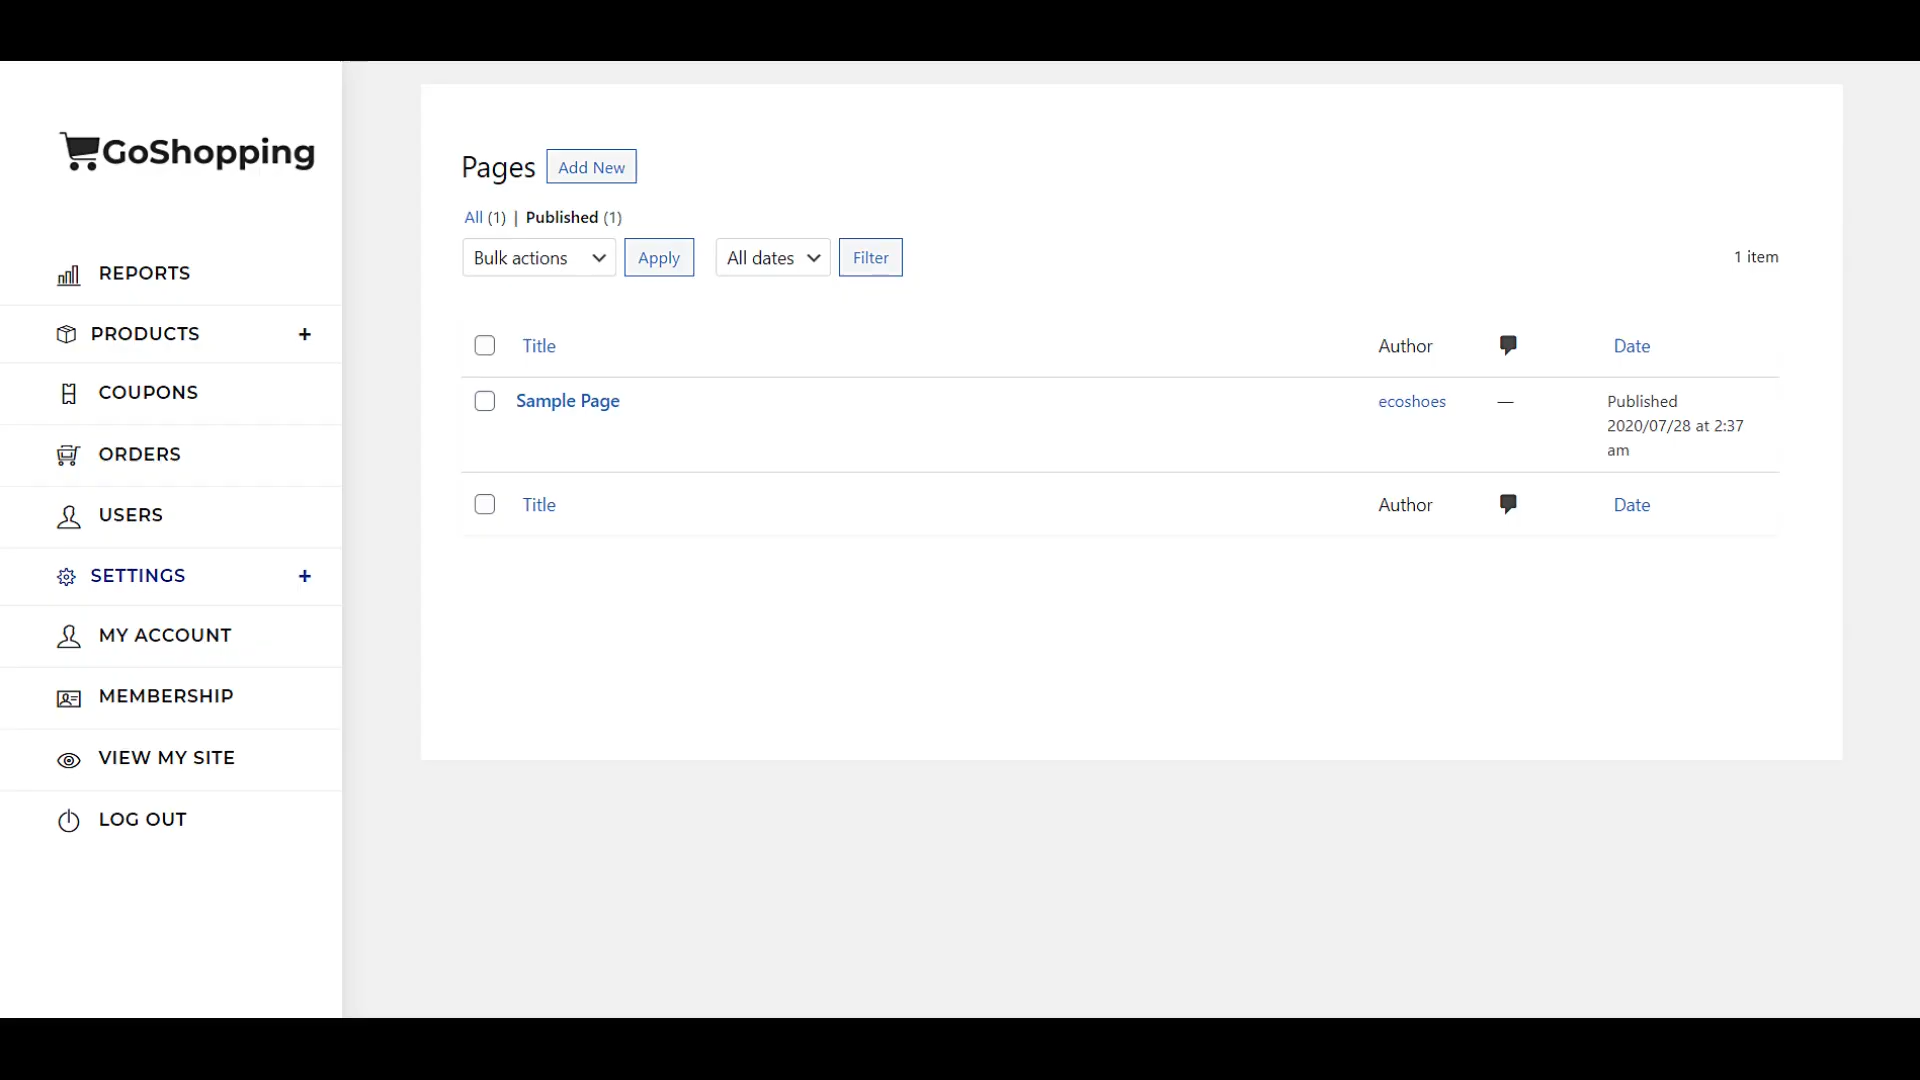 GoShopping
REPORTS
PRODUCTS +
COUPONS
ORDERS
USERS
SETTINGS +
MY ACCOUNT
MEMBERSHIP
VIEW MY SITE
LOG OUT
Pages Add New
All (1) | Published (1)
Bulk actions Apply All dates Filter 1 item
Title Author Date
Sample Page ecoshoes — Published
2020/07/28 at 2:37
am
Title Author Date